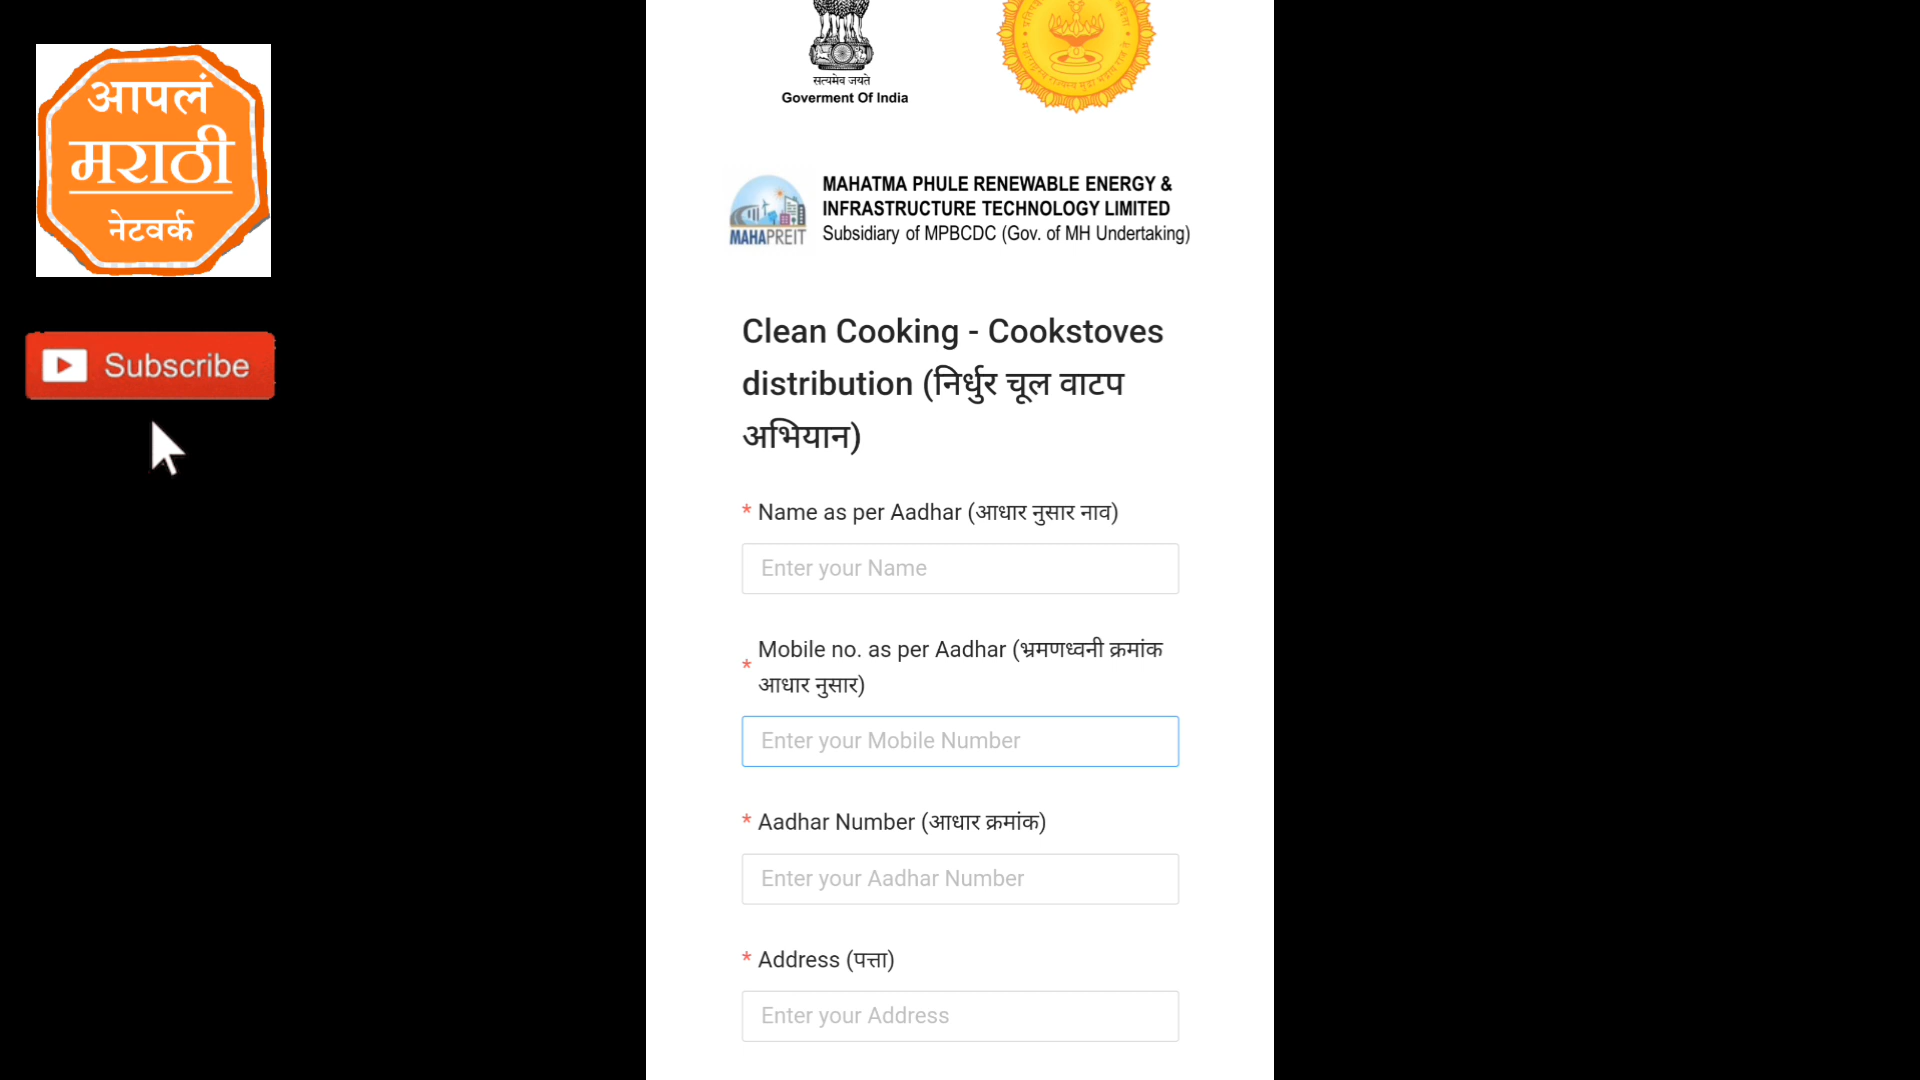 आपलं
मराठी
नेटवर्क
Subscribe
सत्यमेव जयते
Goverment Of India
MAHATMA PHULE RENEWABLE ENERGY &
INFRASTRUCTURE TECHNOLOGY LIMITED
Subsidiary of MPBCDC (Gov. of MH Undertaking)
MAHAPREIT
Clean Cooking - Cookstoves
distribution (निर्धुर चूल वाटप
अभियान)
* Name as per Aadhar (आधार नुसार नाव)
Enter your Name
* Mobile no. as per Aadhar (भ्रमणध्वनी क्रमांक
आधार नुसार)
Enter your Mobile Number
* Aadhar Number (आधार क्रमांक)
Enter your Aadhar Number
* Address (पत्ता)
Enter your Address